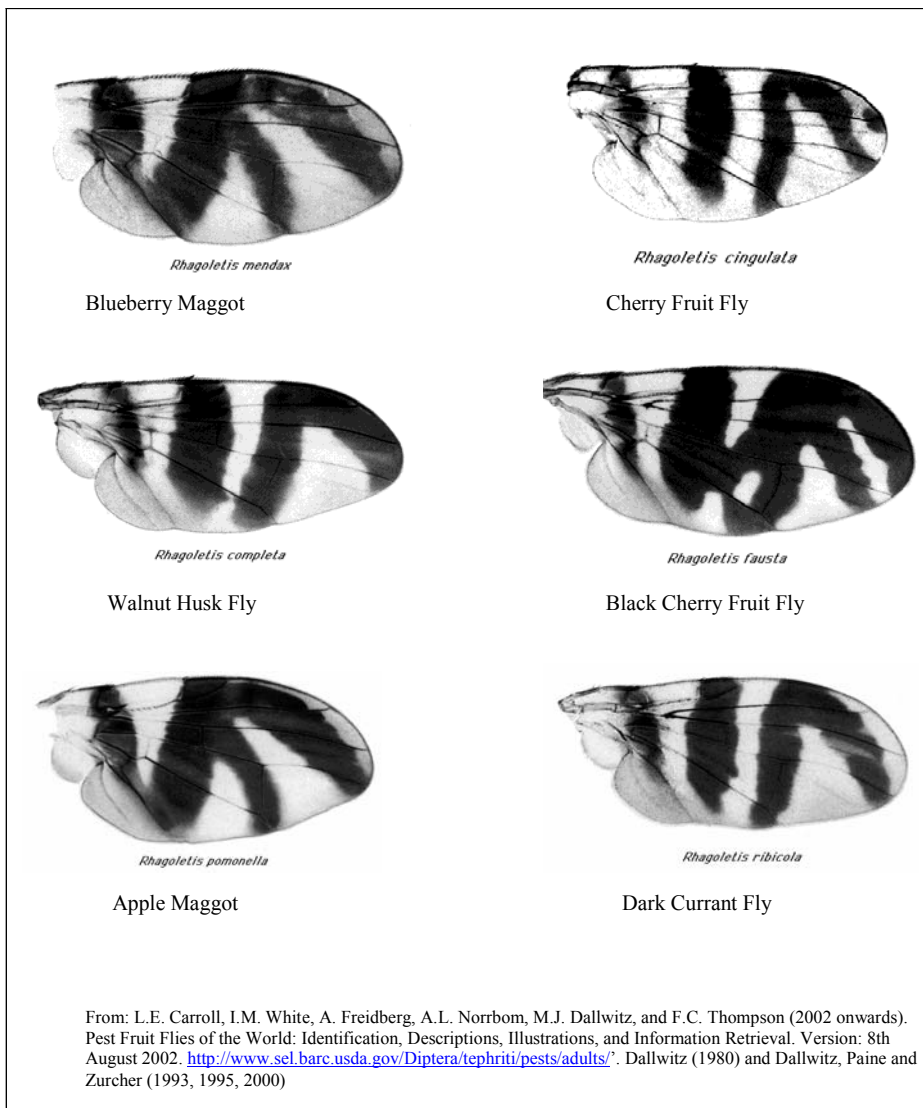 Rhagoletis mendax
Rhagoletis cingulata
Blueberry Maggot
Cherry Fruit Fly
Rhagoletis completa
Rhagoletis fausta
Walnut Husk Fly
Black Cherry Fruit Fly
Rhagoletis pomonella
Rhagoletis ribicola
Apple Maggot
Dark Currant Fly
From: L.E. Carroll, I.M. White, A. Freidberg, A.L. Norrbom, M.J. Dallwitz, and F.C. Thompson (2002 onwards).
Pest Fruit Flies of the World: Identification, Descriptions, Illustrations, and Information Retrieval. Version: 8th
August 2002. http://www.sel.barc.usda.gov/Diptera/tephriti/pests/adults/’. Dallwitz (1980) and Dallwitz, Paine and
Zurcher (1993, 1995, 2000)